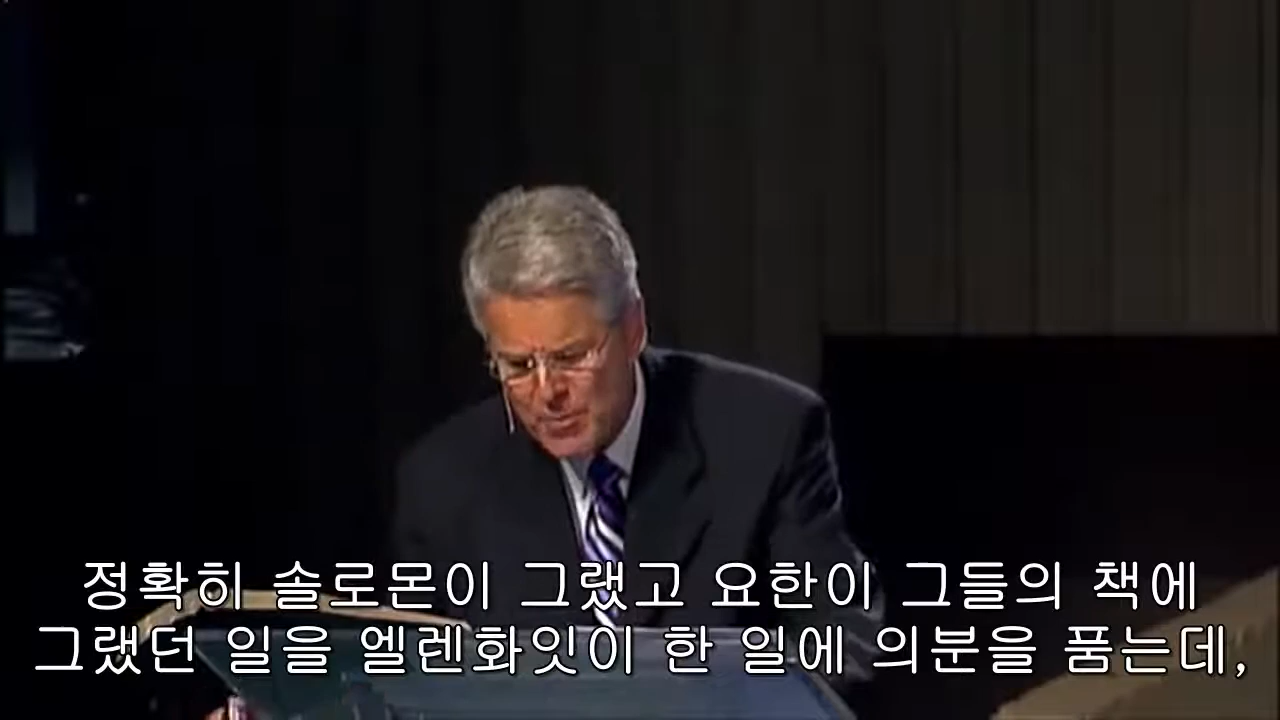 정확히 솔로몬이 그랬고 요한이 그들의 책에
그랬던 일을 엘렌화잇이 한 일에 의분을 품는데,